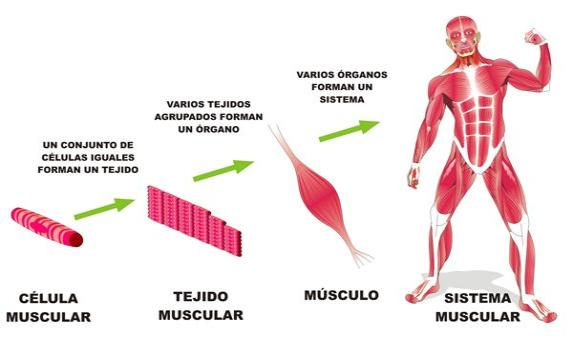 UN CONJUNTO DE
CÉLULAS IGUALES
FORMAN UN TEJIDO
VARIOS TEJIDOS
AGRUPADOS FORMAN
UN ÓRGANO
VARIOS ÓRGANOS
FORMAN UN
SISTEMA
CÉLULA
MUSCULAR
TEJIDO
MUSCULAR
MÚSCULO
SISTEMA
MUSCULAR